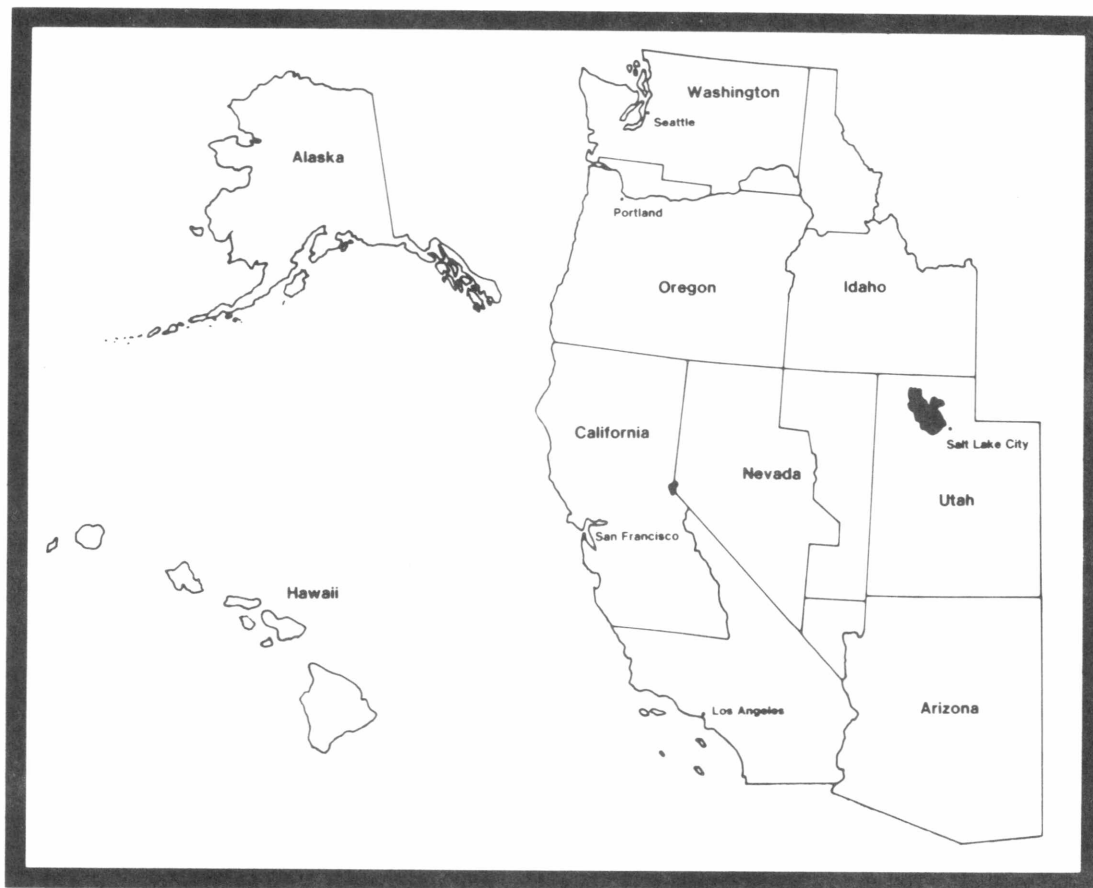 Washington
Seattle
Alaska
Portland
Oregon
Idaho
California
Salt Lake City
Nevada
Utah
San Francisco
Hawaii
Los Angeles
Arizona